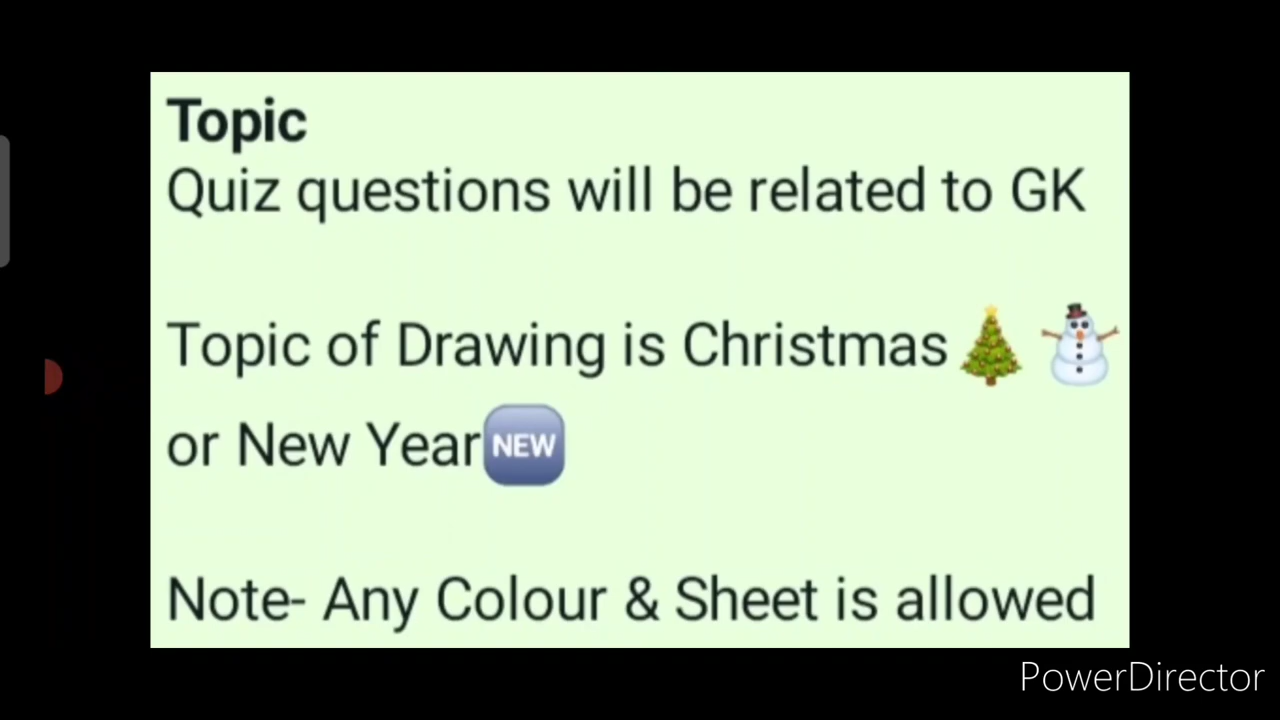 Topic
Quiz questions will be related to GK
Topic of Drawing is Christmas🎄⛄
or New Year🆕
Note- Any Colour & Sheet is allowed
PowerDirector